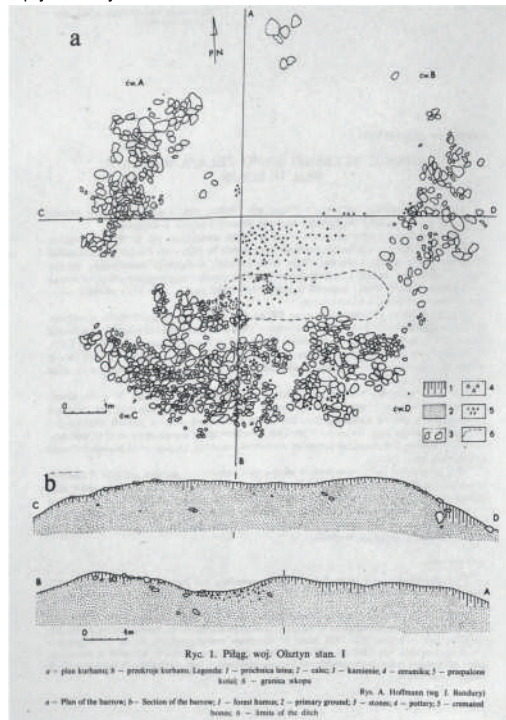 a
A
PN
ćw.A
ćw.B
C
D
0 1m
ćw.C
ćw.D
1
4
2
5
3
6
B
b
C
D
B
A
0 1m
Ryc. 1. Piłąg, woj. Olsztyn stan. I
a — plan kurhanu; b — przekroje kurhanu. Legenda: 1 — próchnica leśna; 2 — calec; 3 — kamienie; 4 — ceramika; 5 — przepalone
kości; 6 — granica wkopu
Rys. A. Hoffmann (wg J. Bondury)
a — Plan of the barrow; b — Section of the barrow; 1 — forest humus; 2 — primary ground; 3 — stones; 4 — pottery; 5 — cremated
bones; 6 — limits of the ditch